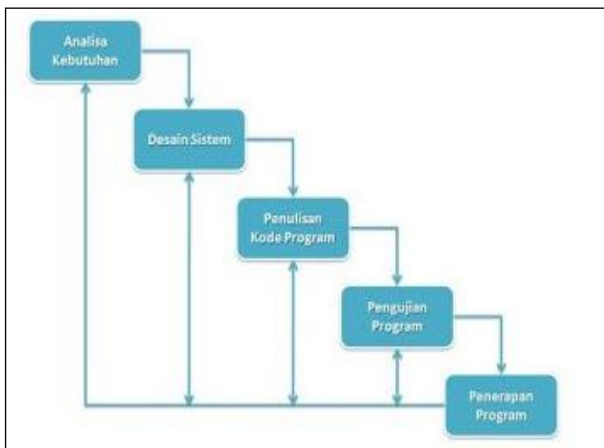 Analisa
Kebutuhan
Desain Sistem
Penulisan
Kode Program
Pengujian
Program
Penerapan
Program